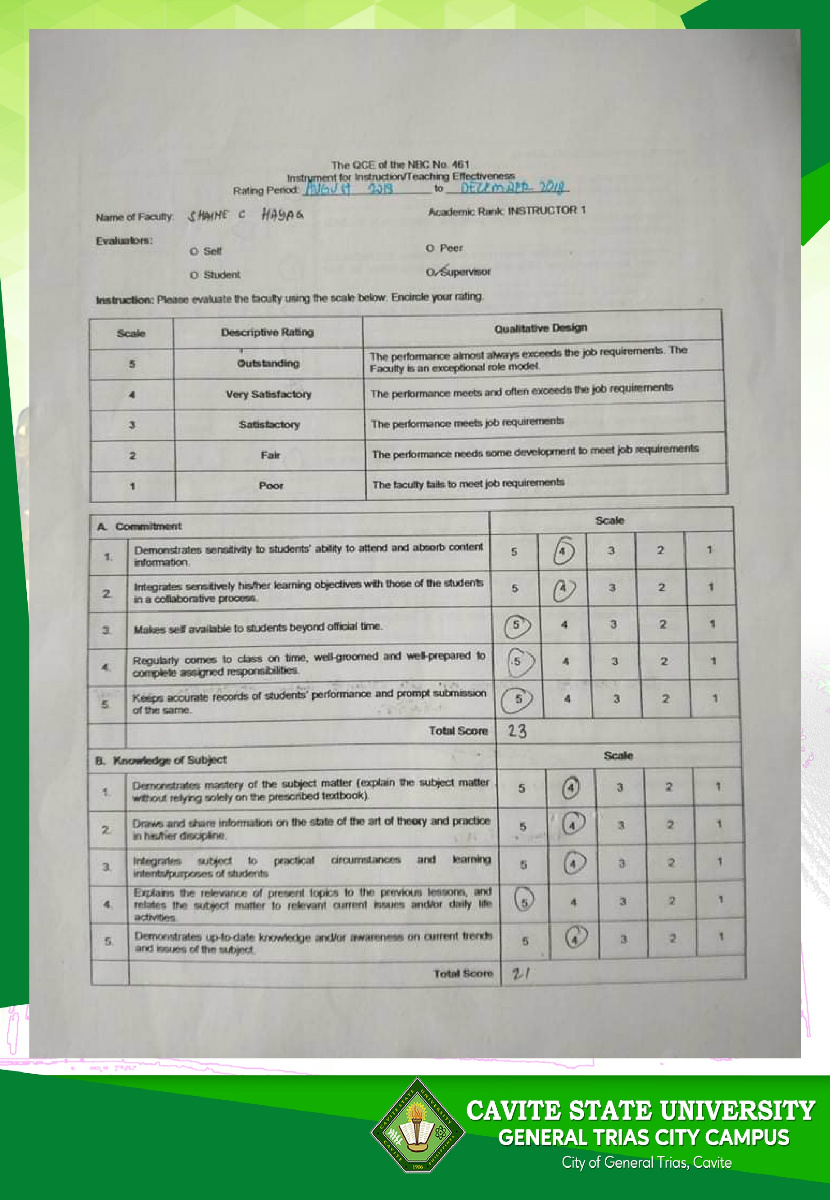 The QCE of the NBC No. 461
Instrument for Instruction/Teaching Effectiveness
Rating Period: AUGUST 2018 to DECEMBER 2018
Name of Faculty: SHAINE C HAYAG Academic Rank: INSTRUCTOR 1
Evaluators:
O Self O Peer
O Student O Supervisor
Instruction: Please evaluate the faculty using the scale below. Encircle your rating.
Scale Descriptive Rating Qualitative Design
5 Outstanding The performance almost always exceeds the job requirements. The
Faculty is an exceptional role model.
4 Very Satisfactory The performance meets and often exceeds the job requirements
3 Satisfactory The performance meets job requirements
2 Fair The performance needs some development to meet job requirements
1 Poor The faculty fails to meet job requirements
A. Commitment Scale
1. Demonstrates sensitivity to students' ability to attend and absorb content
information. 5 4 3 2 1
2. Integrates sensitively his/her learning objectives with those of the students
in a collaborative process. 5 4 3 2 1
3. Makes self available to students beyond official time. 5 4 3 2 1
4. Regularly comes to class on time, well-groomed and well-prepared to
complete assigned responsibilities. 5 4 3 2 1
5. Keeps accurate records of students' performance and prompt submission
of the same. 5 4 3 2 1
Total Score 23
B. Knowledge of Subject Scale
1. Demonstrates mastery of the subject matter (explain the subject matter
without relying solely on the prescribed textbook). 5 4 3 2 1
2. Draws and share information on the state of the art of theory and practice
in his/her discipline. 5 4 3 2 1
3. Integrates subject to practical circumstances and learning
intents/purposes of students 5 4 3 2 1
4. Explains the relevance of present topics to the previous lessons, and
relates the subject matter to relevant current issues and/or daily life
activities. 5 4 3 2 1
5. Demonstrates up-to-date knowledge and/or awareness on current trends
and issues of the subject. 5 4 3 2 1
Total Score 21
CAVITE STATE UNIVERSITY
GENERAL TRIAS CITY CAMPUS
City of General Trias, Cavite